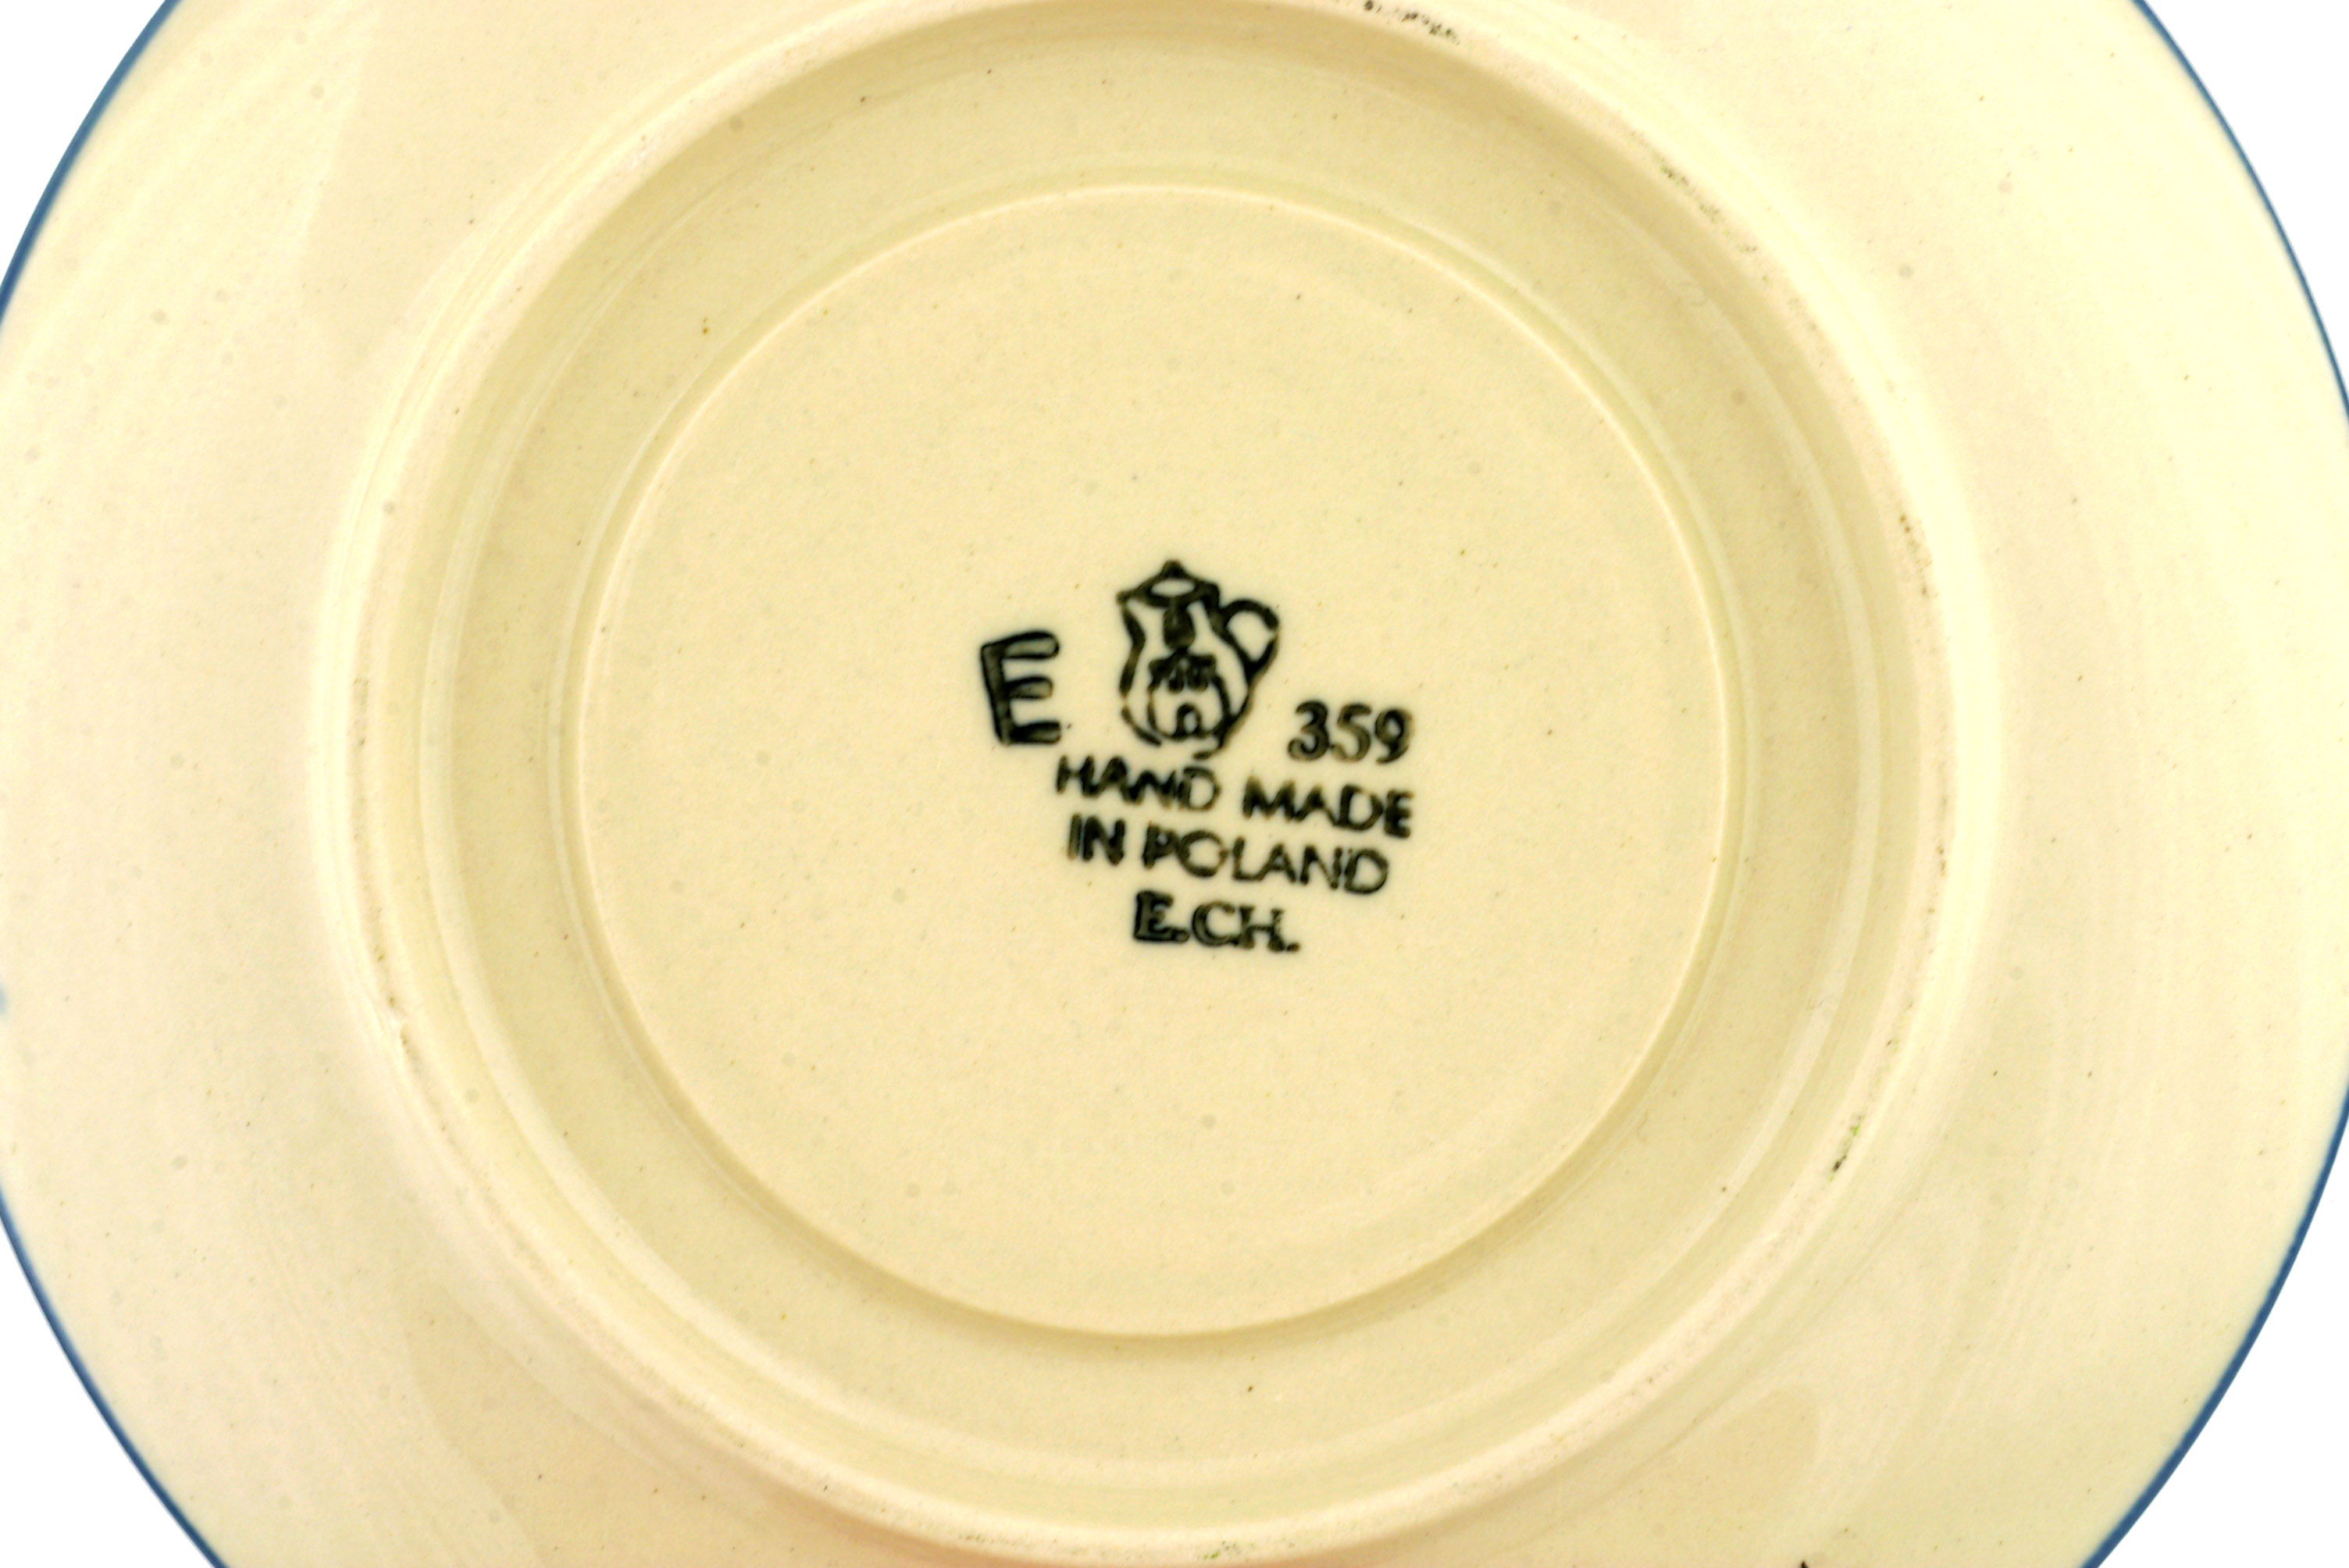 E 359
HAND MADE
IN POLAND
E.CH.